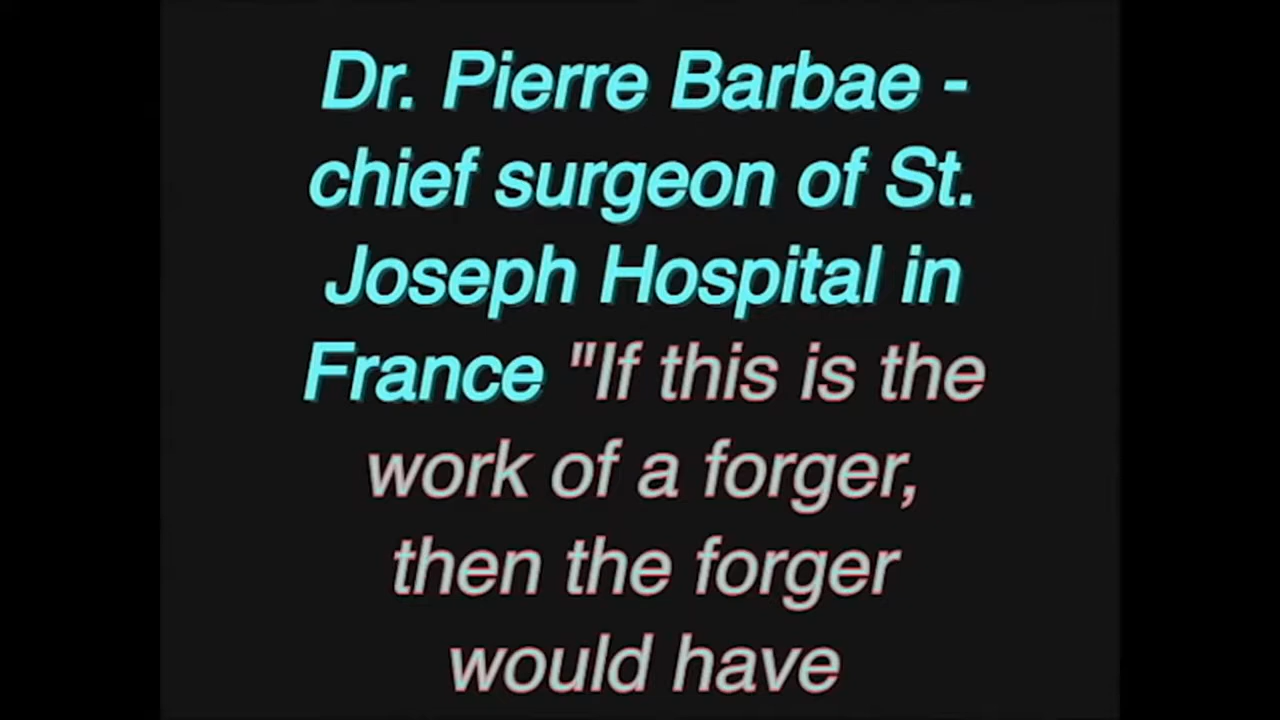 Dr. Pierre Barbae -
chief surgeon of St.
Joseph Hospital in
France "If this is the
work of a forger,
then the forger
would have